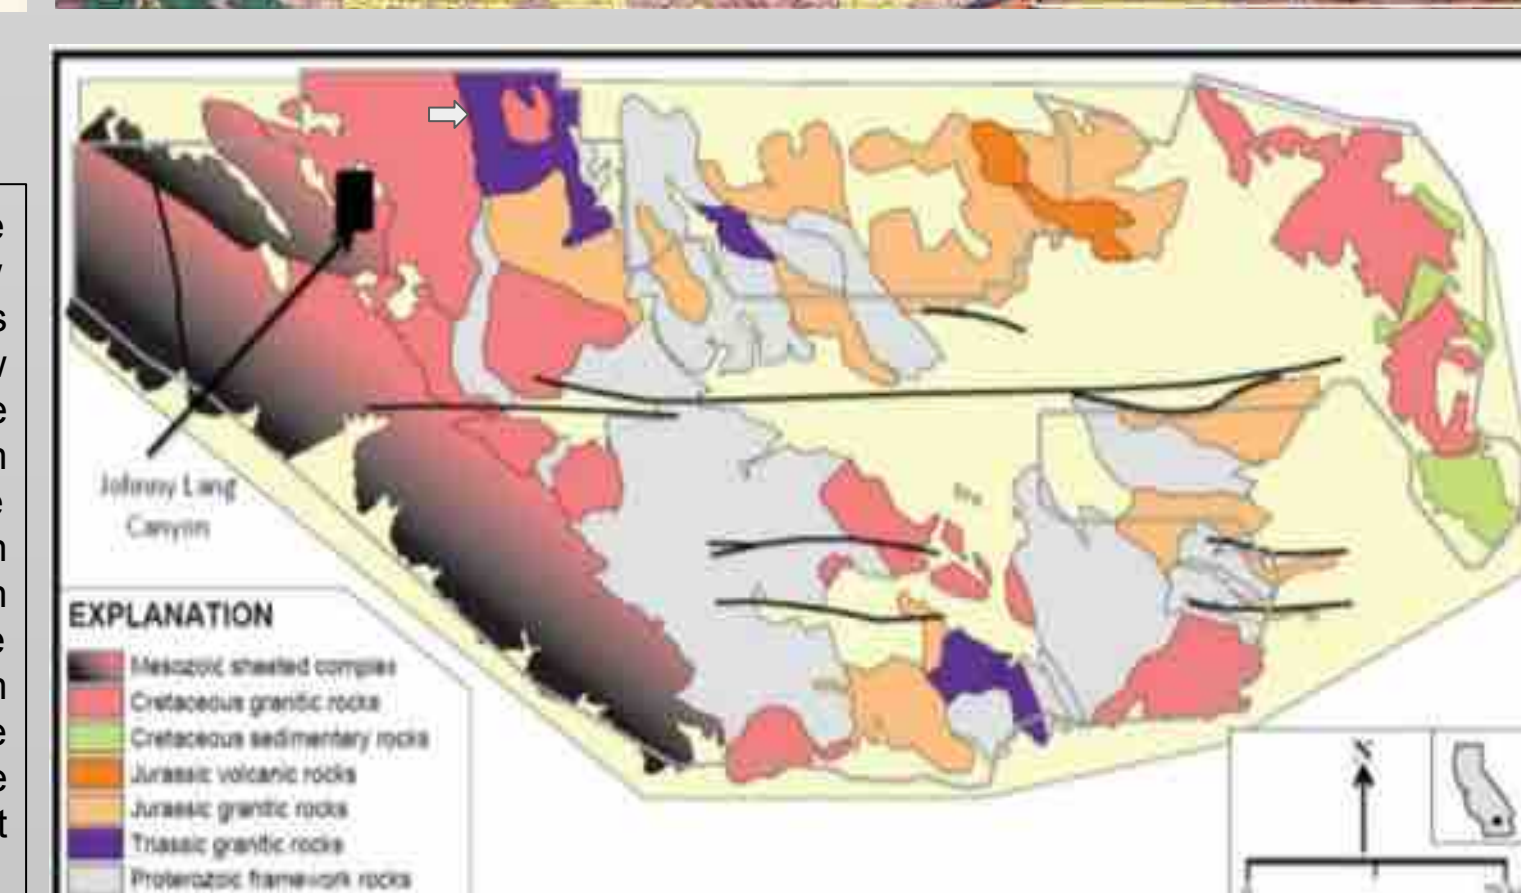 Johnny Lang
Canyon
EXPLANATION
Mesozoic sheeted complex
Cretaceous granitic rocks
Cretaceous sedimentary rocks
Jurassic volcanic rocks
Jurassic granitic rocks
Triassic granitic rocks
Proterozoic framework rocks
N